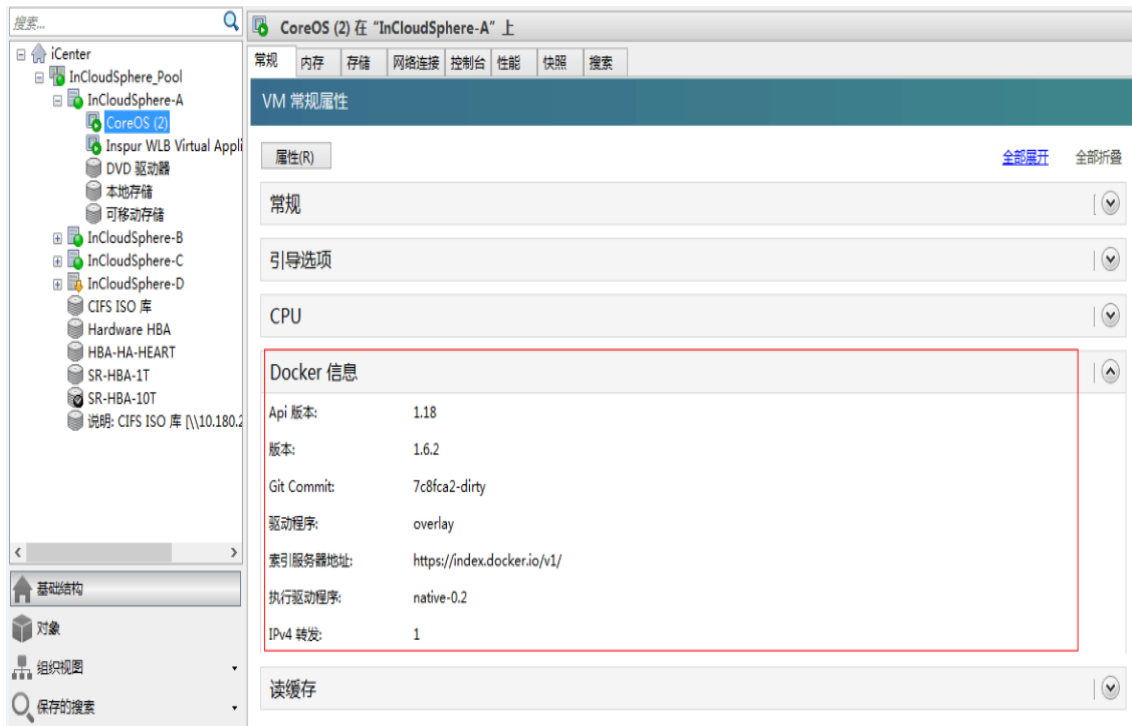 搜索...
iCenter
InCloudSphere_Pool
InCloudSphere-A
CoreOS (2)
Inspur WLB Virtual Appli
DVD 驱动器
本地存储
可移动存储
InCloudSphere-B
InCloudSphere-C
InCloudSphere-D
CIFS ISO 库
Hardware HBA
HBA-HA-HEART
SR-HBA-1T
SR-HBA-10T
说明: CIFS ISO 库 [\\10.180.2
基础结构
对象
组织视图
保存的搜索
CoreOS (2) 在 “InCloudSphere-A” 上
常规 内存 存储 网络连接 控制台 性能 快照 搜索
VM 常规属性
属性(R) 全部展开 全部折叠
常规
引导选项
CPU
Docker 信息
Api 版本: 1.18
版本: 1.6.2
Git Commit: 7c8fca2-dirty
驱动程序: overlay
索引服务器地址: https://index.docker.io/v1/
执行驱动程序: native-0.2
IPv4 转发: 1
读缓存